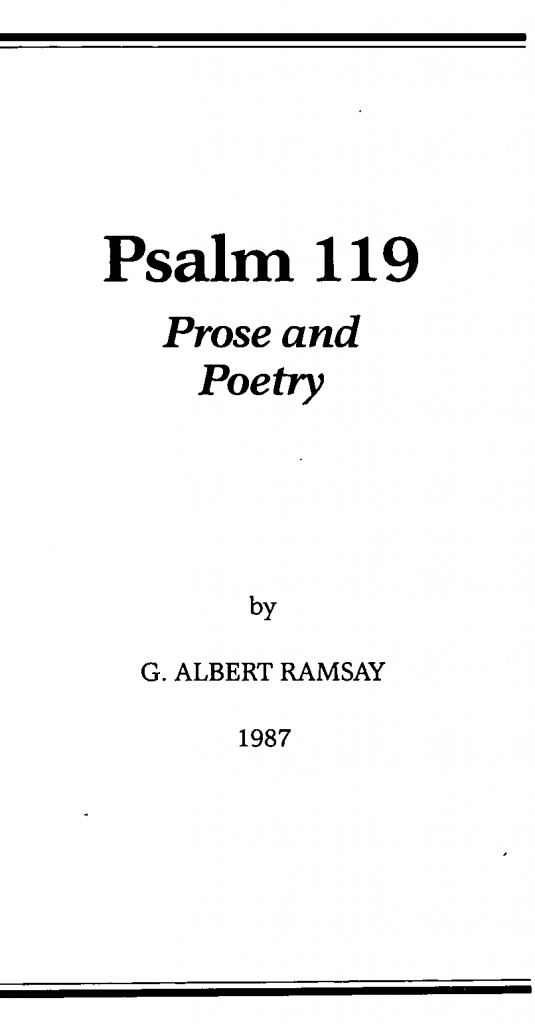 Psalm 119
Prose and
Poetry
by
G. ALBERT RAMSAY
1987